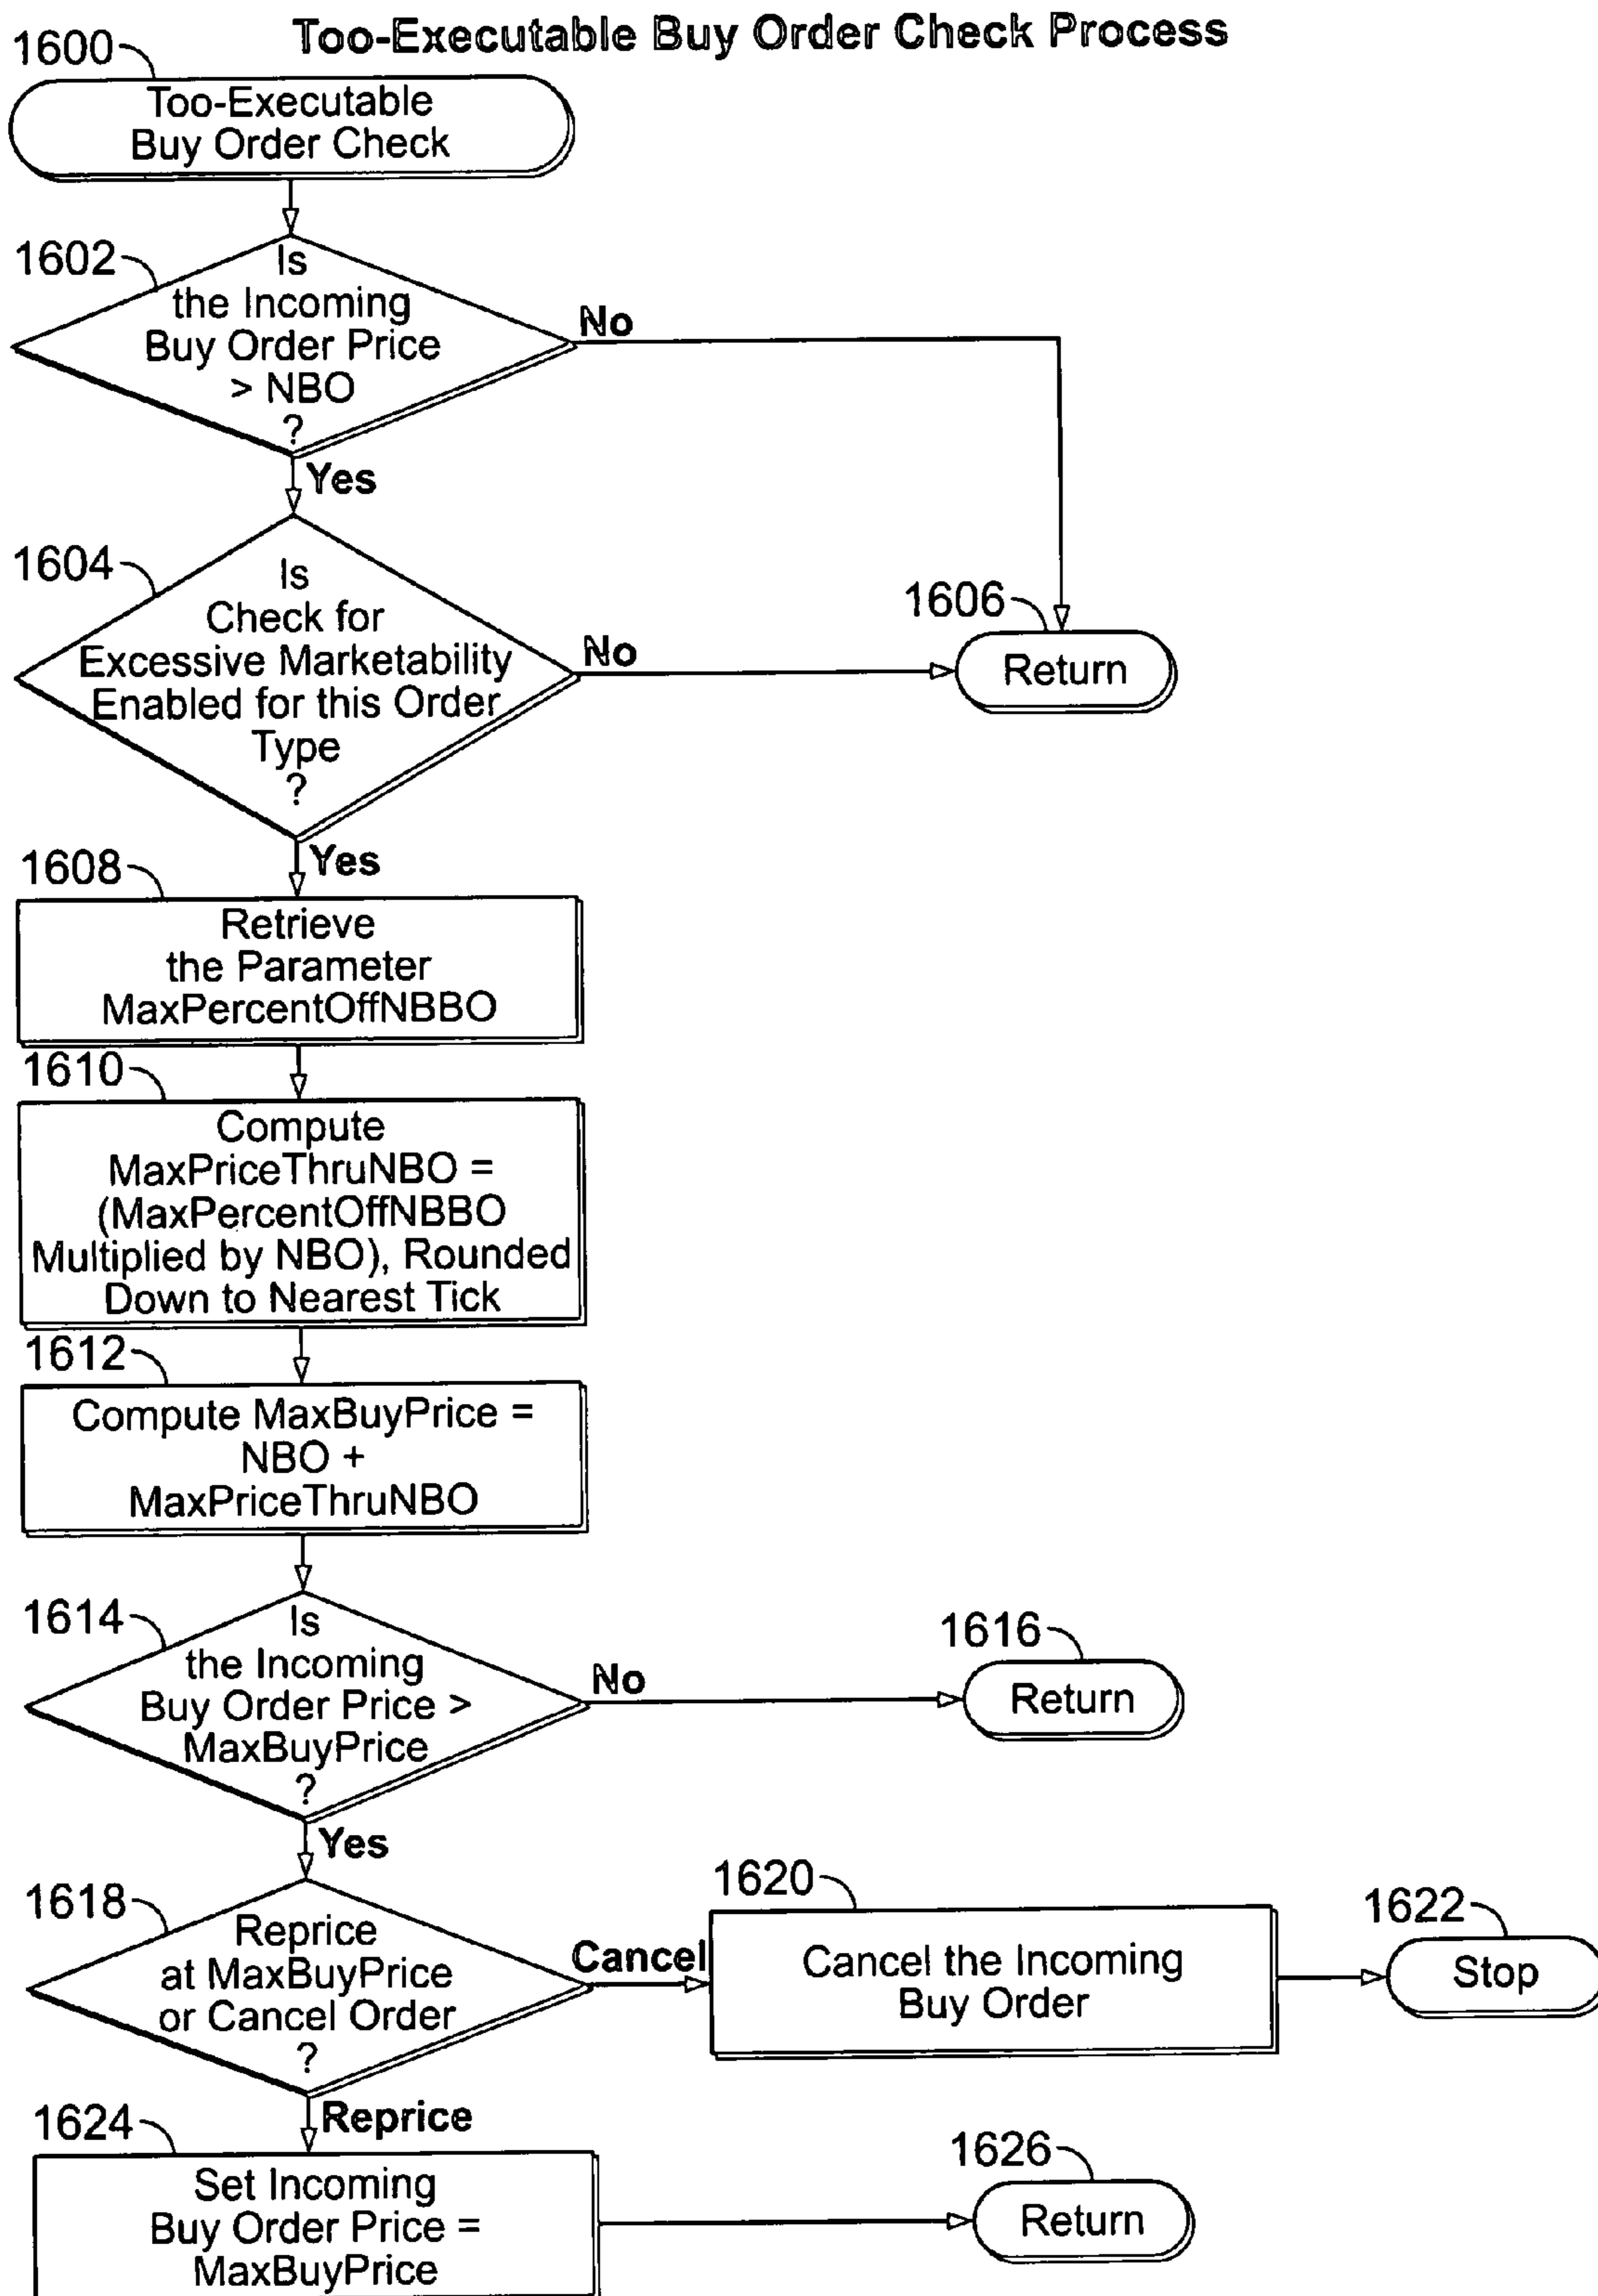 Too-Executable Buy Order Check Process
1600
Too-Executable
Buy Order Check
1602
Is
the Incoming
Buy Order Price
> NBO
?
No
Yes
1604
Is
Check for
Excessive Marketability
Enabled for this Order
Type
?
No
1606
Return
Yes
1608
Retrieve
the Parameter
MaxPercentOffNBBO
1610
Compute
MaxPriceThruNBO =
(MaxPercentOffNBBO
Multiplied by NBO), Rounded
Down to Nearest Tick
1612
Compute MaxBuyPrice =
NBO +
MaxPriceThruNBO
1614
Is
the Incoming
Buy Order Price >
MaxBuyPrice
?
No
1616
Return
Yes
1618
Reprice
at MaxBuyPrice
or Cancel Order
?
Cancel
1620
Cancel the Incoming
Buy Order
1622
Stop
Reprice
1624
Set Incoming
Buy Order Price =
MaxBuyPrice
1626
Return